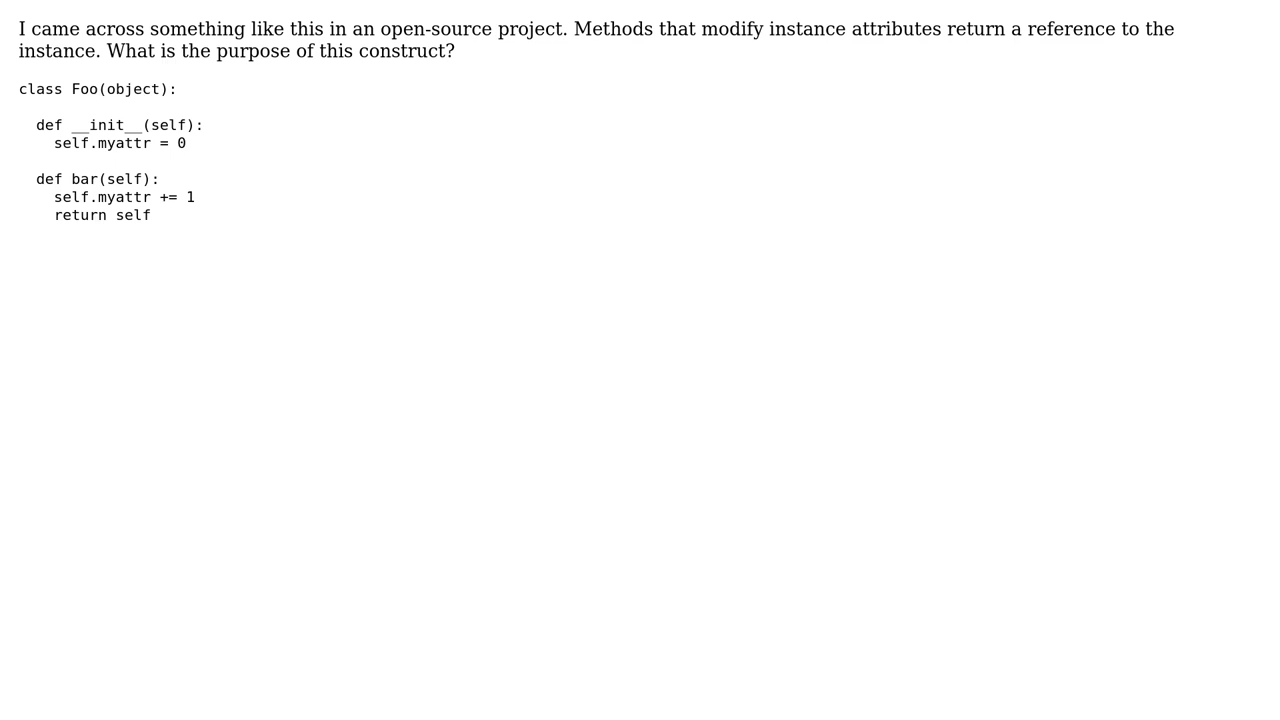 I came across something like this in an open-source project. Methods that modify instance attributes return a reference to the
instance. What is the purpose of this construct?
class Foo(object):
  def __init__(self):
    self.myattr = 0
  def bar(self):
    self.myattr += 1
    return self